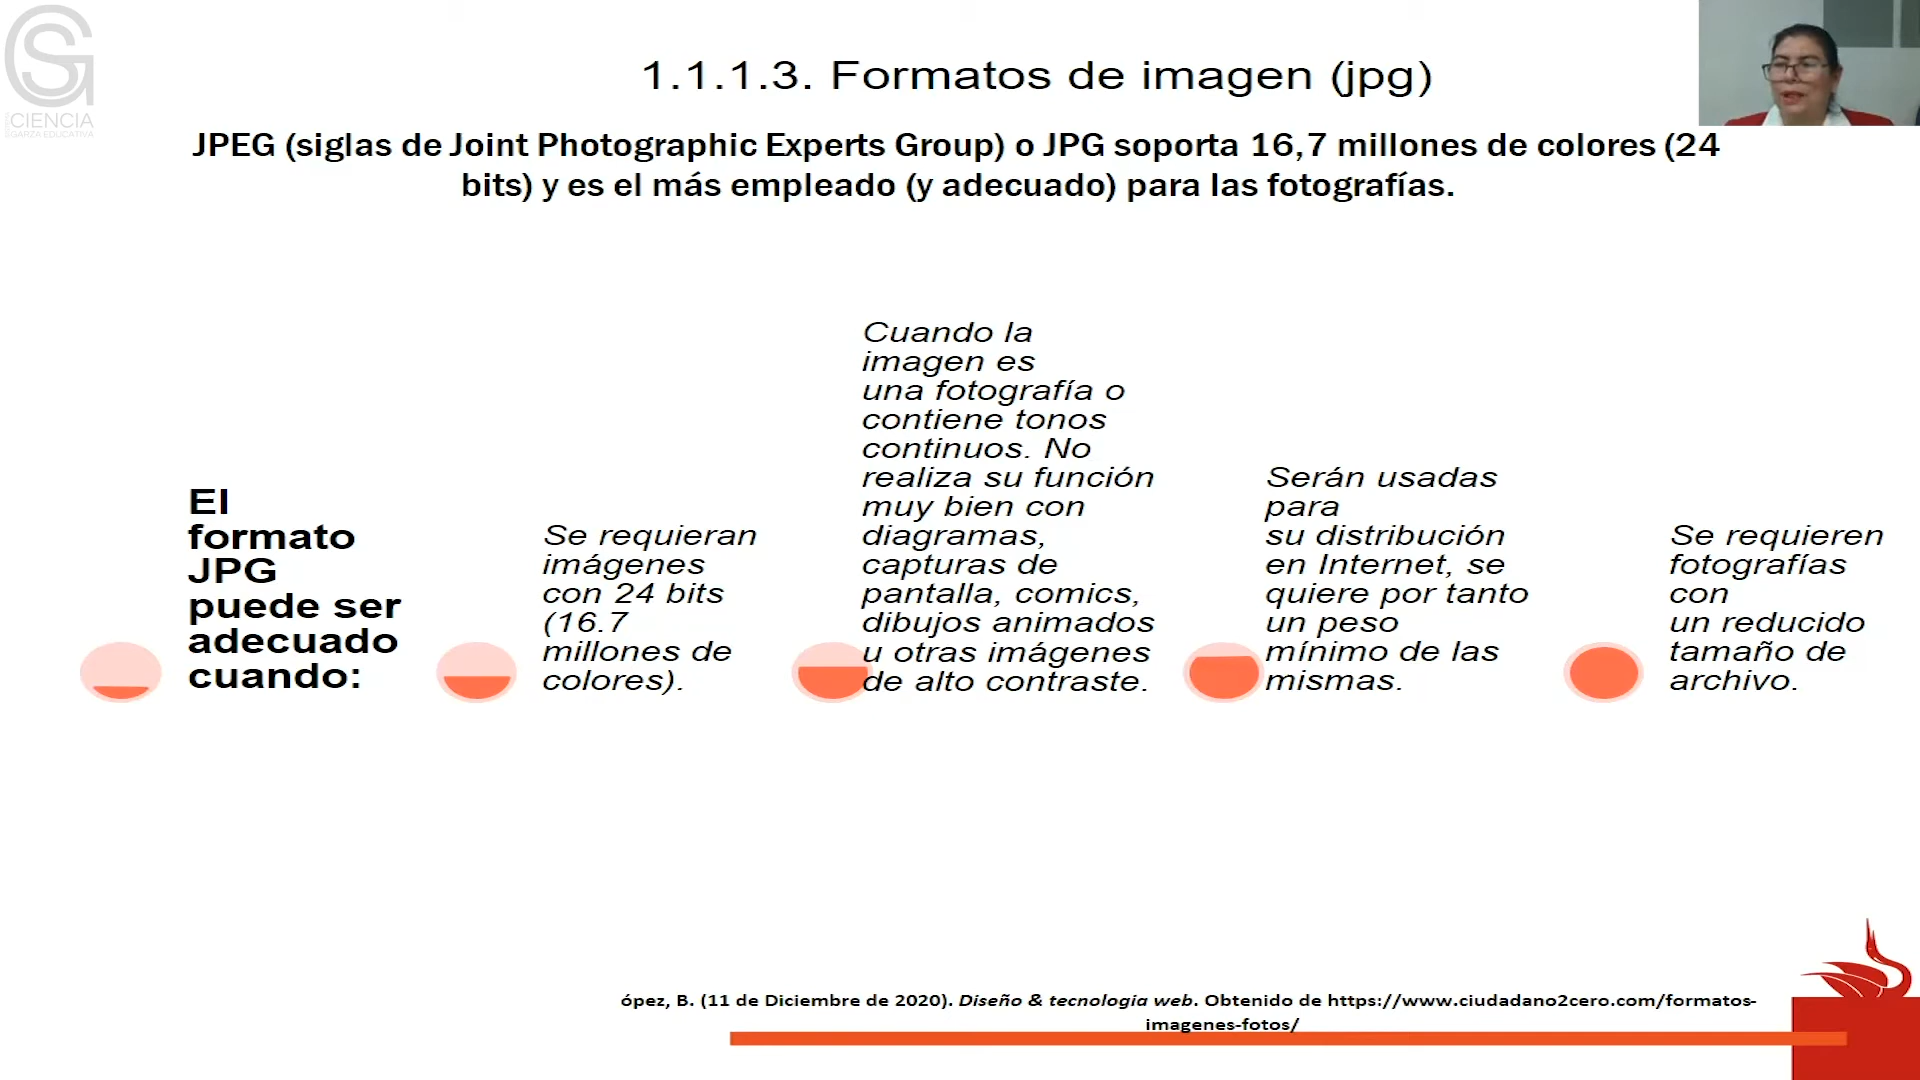 CIENCIA
GARZA EDUCATIVA
1.1.1.3. Formatos de imagen (jpg)
JPEG (siglas de Joint Photographic Experts Group) o JPG soporta 16,7 millones de colores (24
bits) y es el más empleado (y adecuado) para las fotografías.
El
formato
JPG
puede ser
adecuado
cuando:
Se requieran
imágenes
con 24 bits
(16.7
millones de
colores).
Cuando la
imagen es
una fotografía o
contiene tonos
continuos. No
realiza su función
muy bien con
diagramas,
capturas de
pantalla, comics,
dibujos animados
u otras imágenes
de alto contraste.
Serán usadas
para
su distribución
en Internet, se
quiere por tanto
un peso
mínimo de las
mismas.
Se requieren
fotografías
con
un reducido
tamaño de
archivo.
ópez, B. (11 de Diciembre de 2020). Diseño & tecnologia web. Obtenido de https://www.ciudadano2cero.com/formatos-
imagenes-fotos/